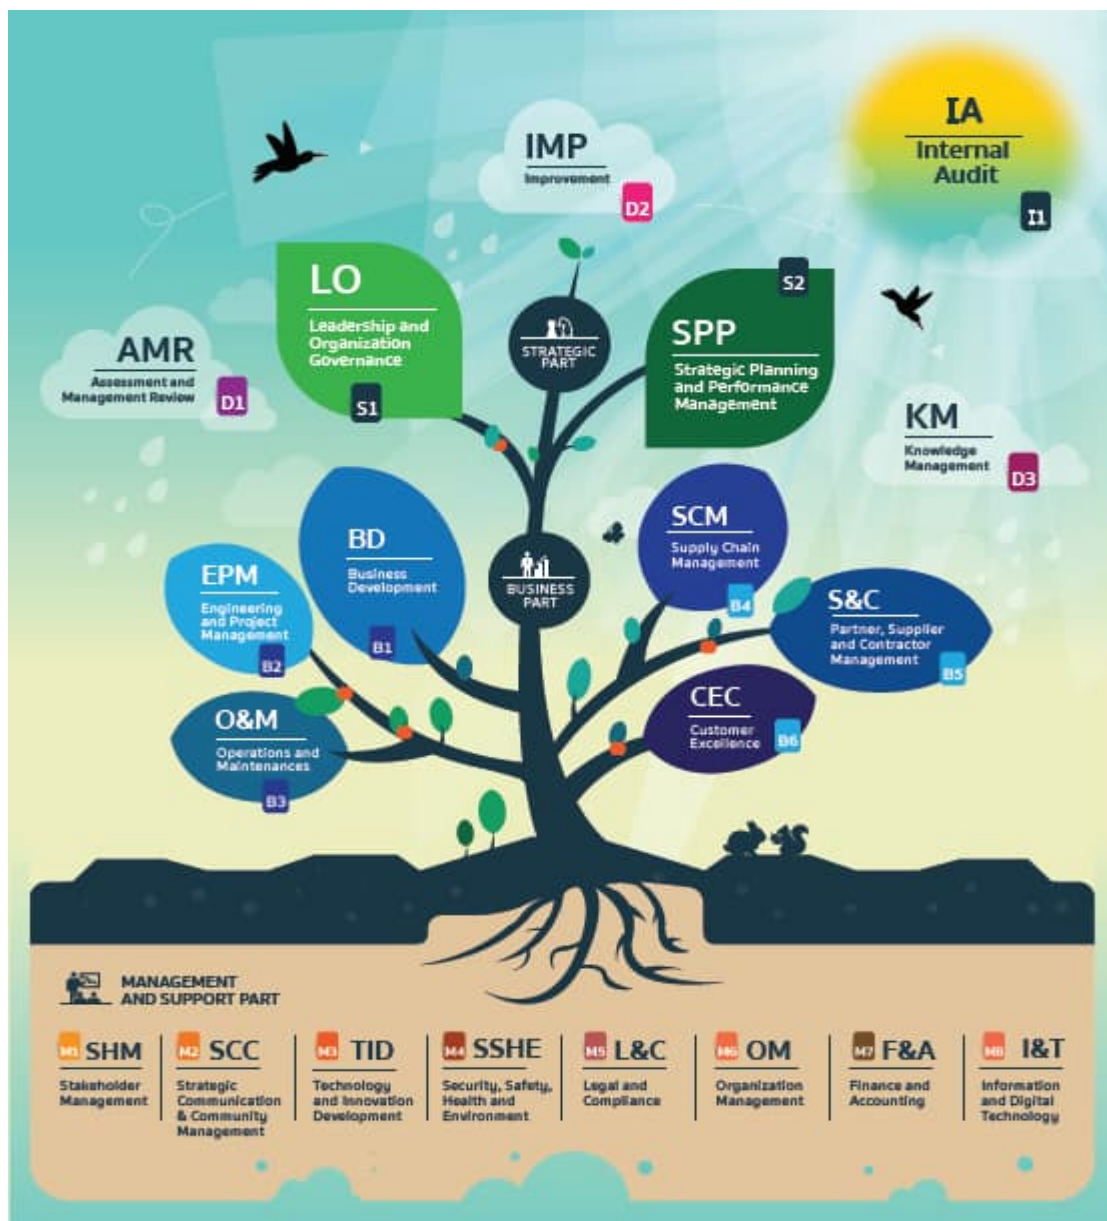 IA
Internal
Audit
I1
IMP
Improvement
D2
LO
Leadership and
Organization
Governance
S1
STRATEGIC
PART
S2
SPP
Strategic Planning
and Performance
Management
AMR
Assessment and
Management Review
D1
KM
Knowledge
Management
D3
BD
Business
Development
B1
BUSINESS
PART
SCM
Supply Chain
Management
B4
EPM
Engineering
and Project
Management
B2
S&C
Partner, Supplier
and Contractor
Management
B5
O&M
Operations and
Maintenances
B3
CEC
Customer
Excellence
B6
MANAGEMENT
AND SUPPORT PART
M1 SHM
Stakeholder
Management
M2 SCC
Strategic
Communication
& Community
Management
M3 TID
Technology
and Innovation
Development
M4 SSHE
Security, Safety,
Health and
Environment
M5 L&C
Legal and
Compliance
M6 OM
Organization
Management
M7 F&A
Finance and
Accounting
M8 I&T
Information
and Digital
Technology